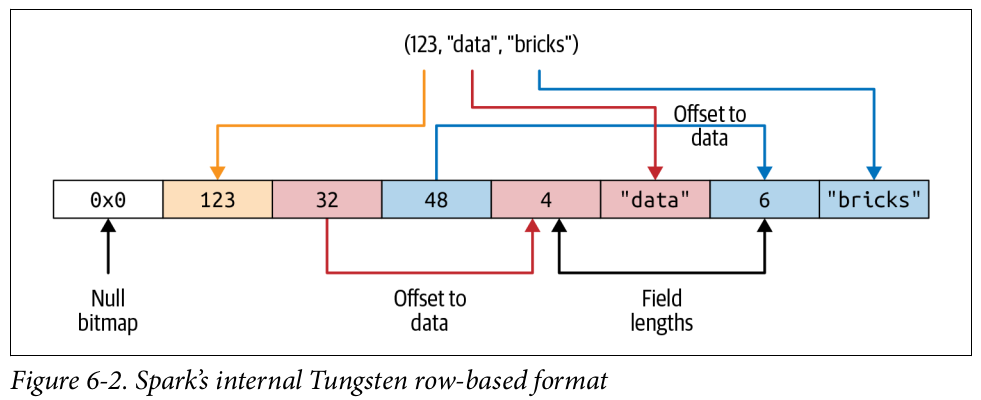 (123, "data", "bricks")
Offset to
data
0x0 123 32 48 4 "data" 6 "bricks"
Null
bitmap
Offset to
data
Field
lengths
Figure 6-2. Spark’s internal Tungsten row-based format